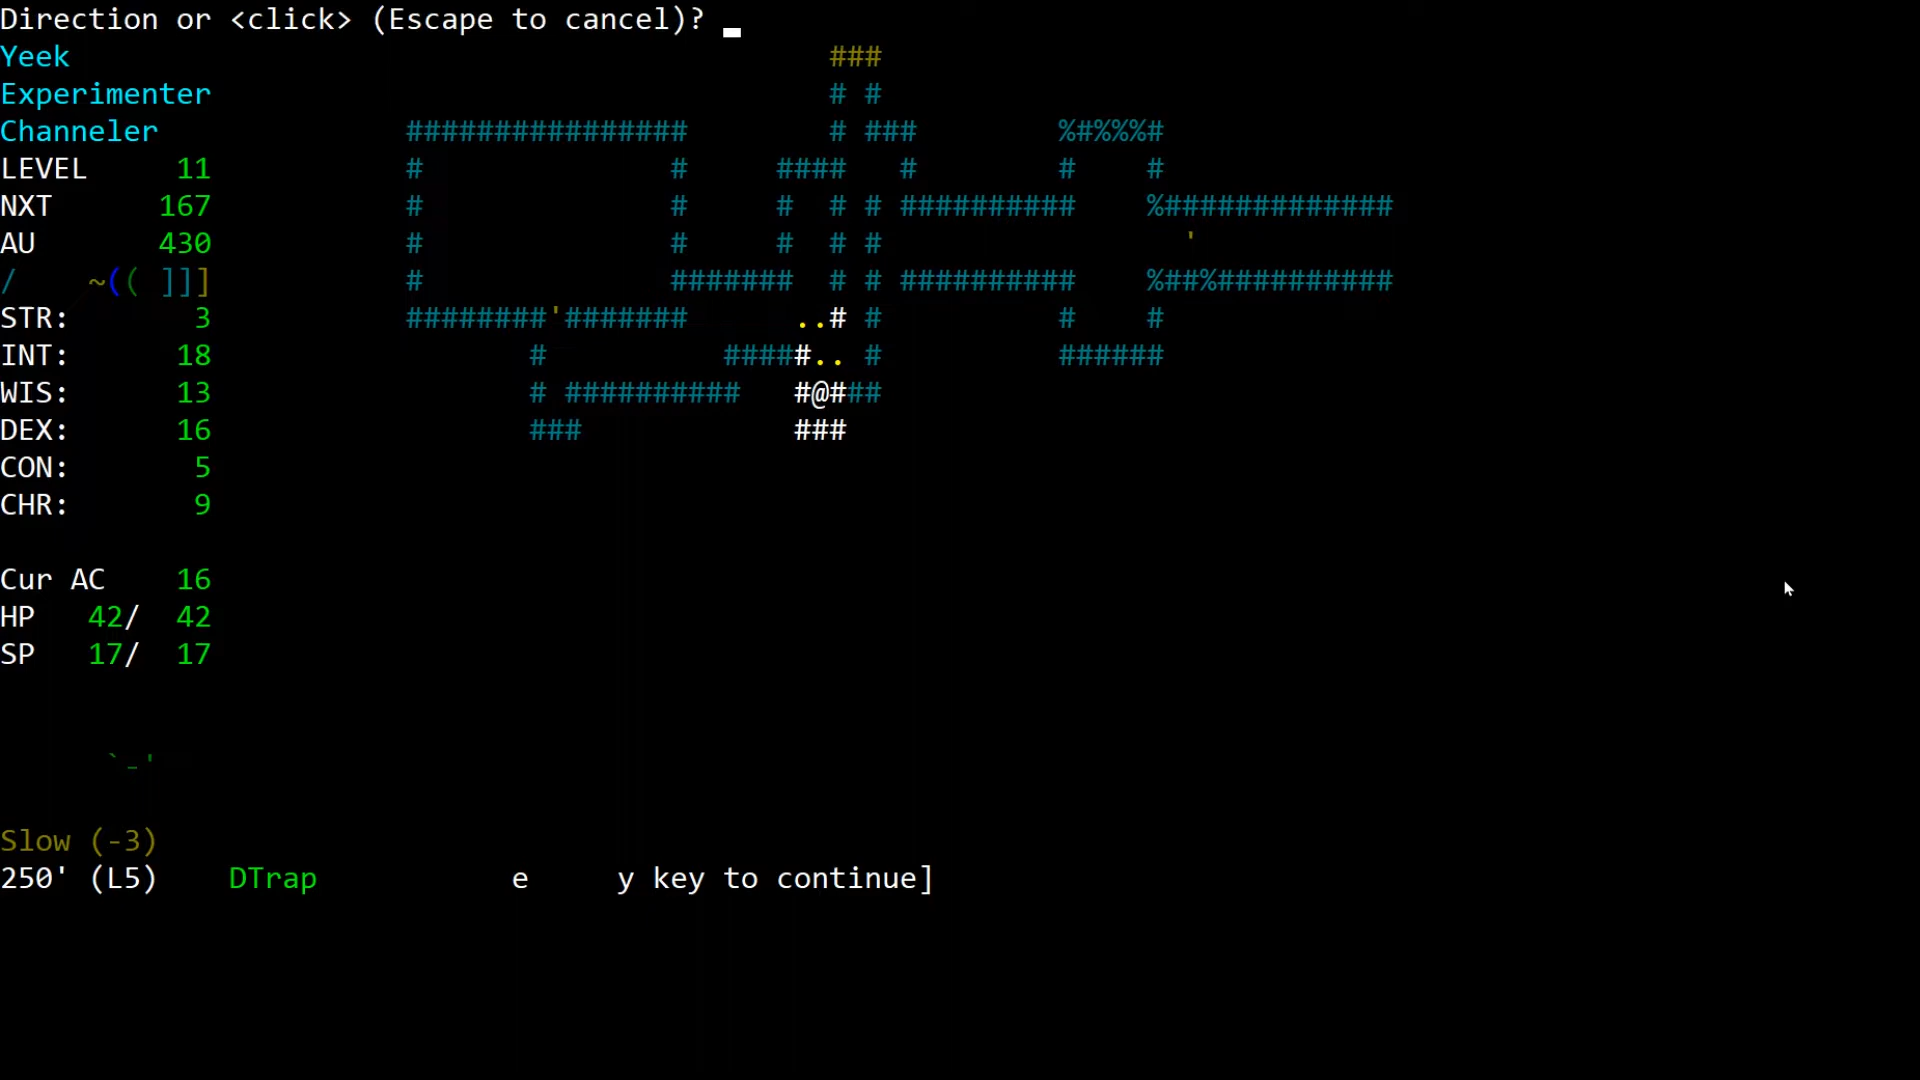 Direction or <click> (Escape to cancel)? _
Yeek ###
Experimenter # #
Channeler ################ # ### %#%%%#
LEVEL 11 # # #### # # #
NXT 167 # # # # # ########## %#############
AU 430 # # # # # '
/ ~(( ]]] # ####### # # ########## %##%##########
STR: 3 ########'####### ..# # # #
INT: 18 # #####.. # ######
WIS: 13 # ########## #@###
DEX: 16 ### ###
CON: 5
CHR: 9
Cur AC 16
HP 42/ 42
SP 17/ 17
`-'
Slow (-3)
250' (L5) DTrap e y key to continue]